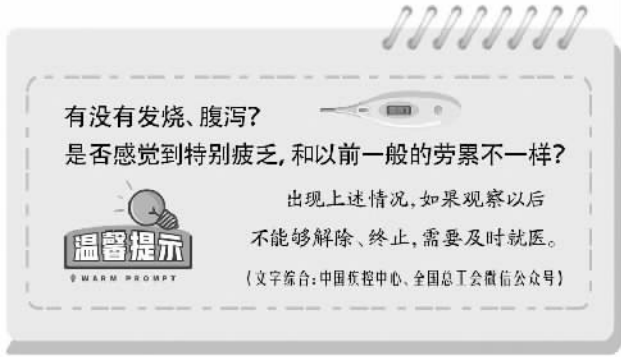 有没有发烧、腹泻?
是否感觉到特别疲乏,和以前一般的劳累不一样?
出现上述情况,如果观察以后
不能够解除、终止,需要及时就医。
温馨提示
WARM PROMPT
(文字综合:中国疾控中心、全国总工会微信公众号)